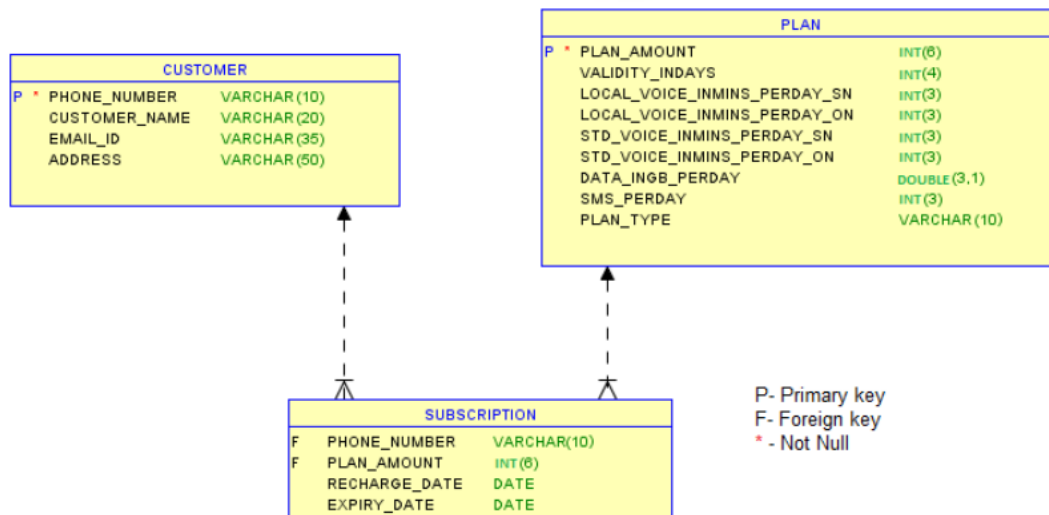 CUSTOMER
P * PHONE_NUMBER VARCHAR(10)
CUSTOMER_NAME VARCHAR(20)
EMAIL_ID VARCHAR(35)
ADDRESS VARCHAR(50)
PLAN
P * PLAN_AMOUNT INT(6)
VALIDITY_INDAYS INT(4)
LOCAL_VOICE_INMINS_PERDAY_SN INT(3)
LOCAL_VOICE_INMINS_PERDAY_ON INT(3)
STD_VOICE_INMINS_PERDAY_SN INT(3)
STD_VOICE_INMINS_PERDAY_ON INT(3)
DATA_INGB_PERDAY DOUBLE(3,1)
SMS_PERDAY INT(3)
PLAN_TYPE VARCHAR(10)
SUBSCRIPTION
F PHONE_NUMBER VARCHAR(10)
F PLAN_AMOUNT INT(6)
RECHARGE_DATE DATE
EXPIRY_DATE DATE
P- Primary key
F- Foreign key
* - Not Null